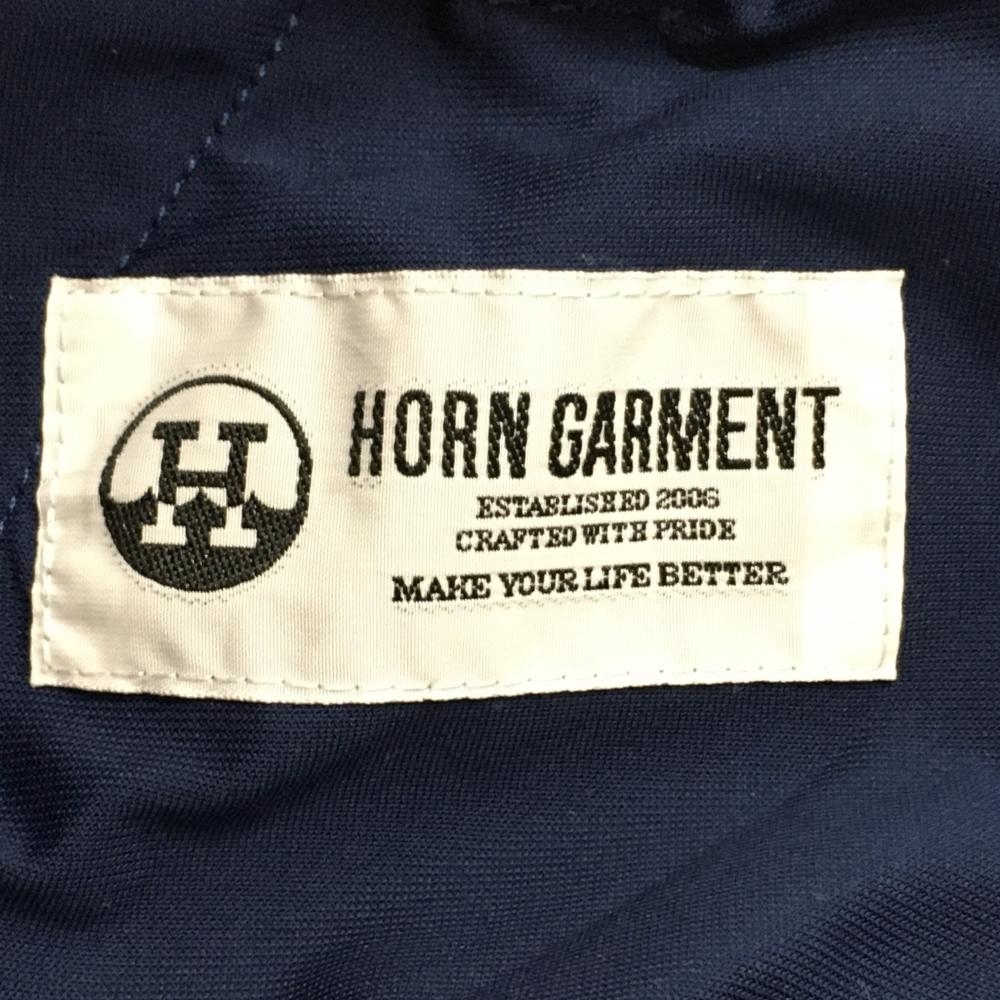 H
HORN GARMENT
ESTABLISHED 2006
CRAFTED WITH PRIDE
MAKE YOUR LIFE BETTER